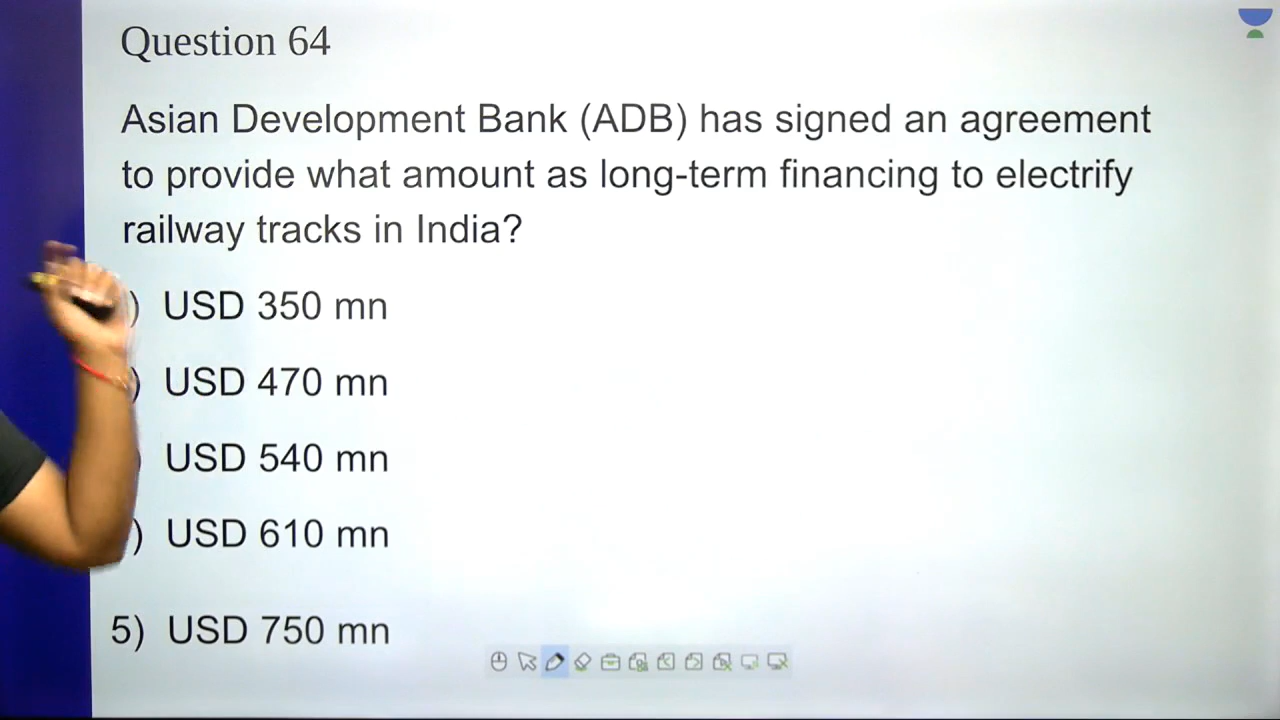 Question 64
Asian Development Bank (ADB) has signed an agreement
to provide what amount as long-term financing to electrify
railway tracks in India?
) USD 350 mn
) USD 470 mn
) USD 540 mn
) USD 610 mn
5) USD 750 mn